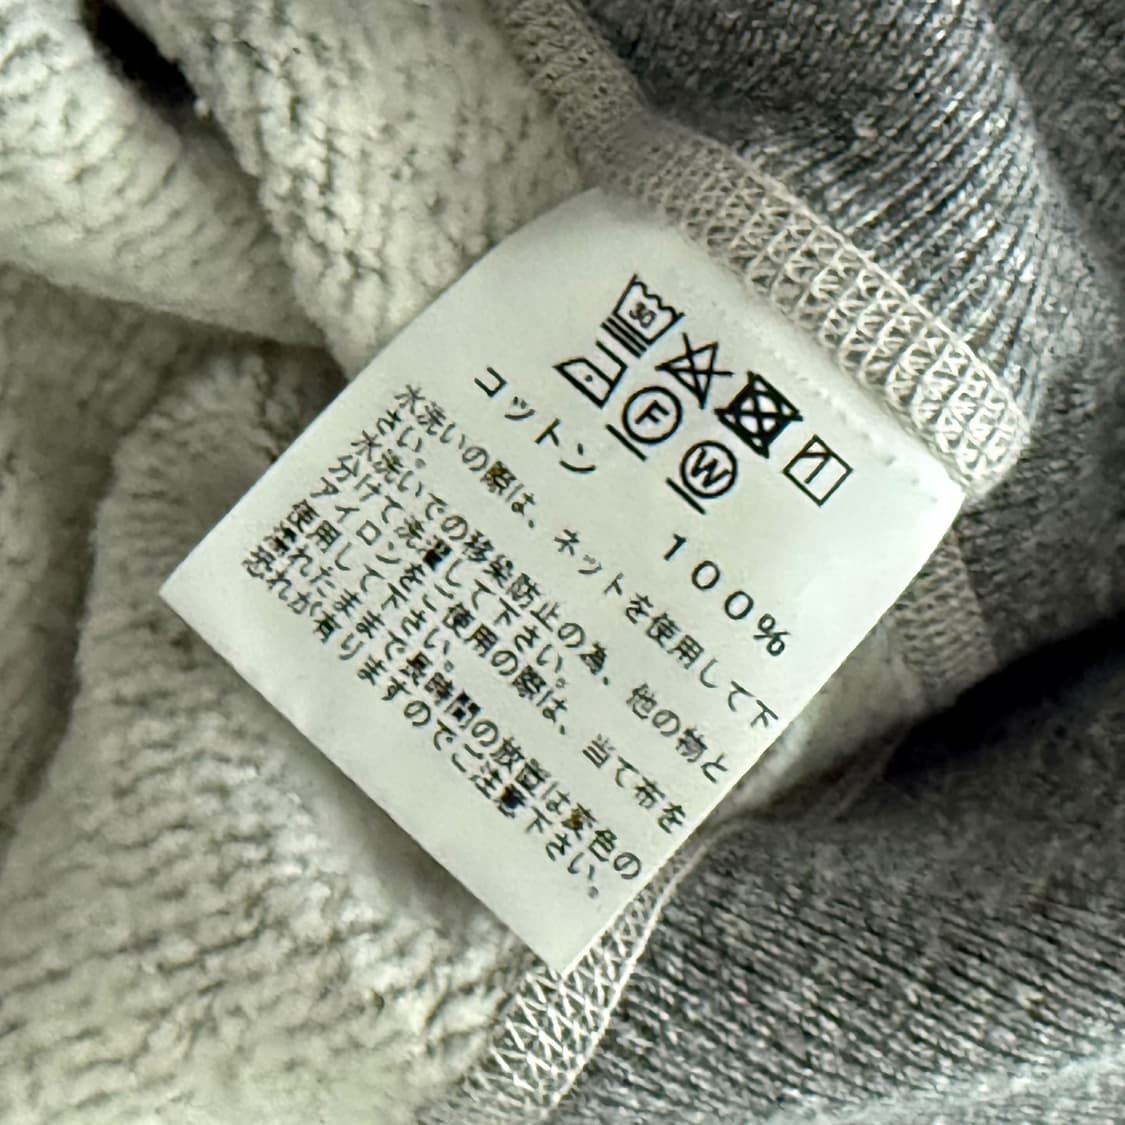 30
F W
コットン 100%
水洗いの際は、ネットを使用して下
さい。
水洗いでの移染防止の為、他の物と
分けて洗濯して下さい。
アイロンをご使用の際は、当て布を
使用して下さい。
濡れたままで長時間の放置は変色の
恐れが有りますのでご注意下さい。